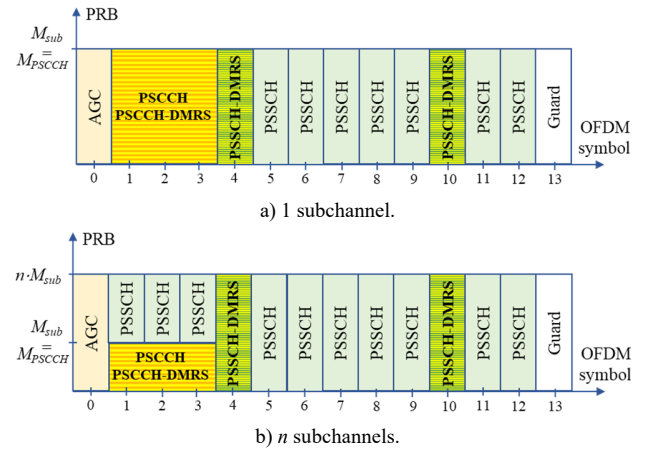 PRB
M_sub
=
M_PSCCH
AGC
PSCCH
PSCCH-DMRS
PSSCH-DMRS
PSSCH
PSSCH
PSSCH
PSSCH
PSSCH
PSSCH-DMRS
PSSCH
PSSCH
Guard
OFDM
symbol
0 1 2 3 4 5 6 7 8 9 10 11 12 13
a) 1 subchannel.
PRB
n·M_sub
M_sub
=
M_PSCCH
AGC
PSSCH
PSSCH
PSSCH
PSCCH
PSCCH-DMRS
PSSCH-DMRS
PSSCH
PSSCH
PSSCH
PSSCH
PSSCH
PSSCH-DMRS
PSSCH
PSSCH
Guard
OFDM
symbol
0 1 2 3 4 5 6 7 8 9 10 11 12 13
b) n subchannels.